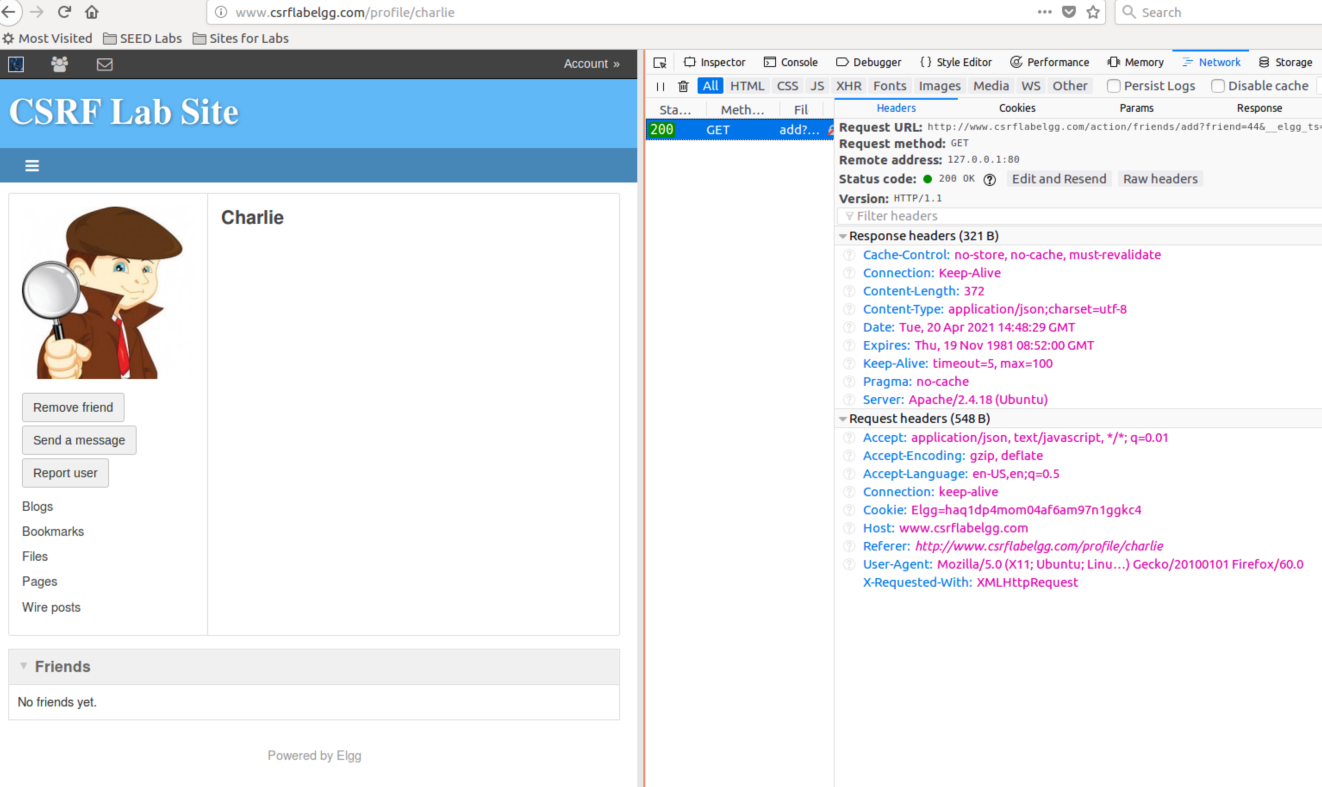 www.csrflabelgg.com/profile/charlie
Search
Most Visited SEED Labs Sites for Labs
Account »
CSRF Lab Site
Charlie
Remove friend
Send a message
Report user
Blogs
Bookmarks
Files
Pages
Wire posts
Friends
No friends yet.
Powered by Elgg
Inspector Console Debugger { } Style Editor Performance Memory Network Storage
All HTML CSS JS XHR Fonts Images Media WS Other Persist Logs Disable cache
Sta... Meth... Fil
200 GET add?...
Headers Cookies Params Response
Request URL: http://www.csrflabelgg.com/action/friends/add?friend=44&__elgg_ts=
Request method: GET
Remote address: 127.0.0.1:80
Status code: 200 OK Edit and Resend Raw headers
Version: HTTP/1.1
Filter headers
Response headers (321 B)
Cache-Control: no-store, no-cache, must-revalidate
Connection: Keep-Alive
Content-Length: 372
Content-Type: application/json;charset=utf-8
Date: Tue, 20 Apr 2021 14:48:29 GMT
Expires: Thu, 19 Nov 1981 08:52:00 GMT
Keep-Alive: timeout=5, max=100
Pragma: no-cache
Server: Apache/2.4.18 (Ubuntu)
Request headers (548 B)
Accept: application/json, text/javascript, */*; q=0.01
Accept-Encoding: gzip, deflate
Accept-Language: en-US,en;q=0.5
Connection: keep-alive
Cookie: Elgg=haq1dp4mom04af6am97n1ggkc4
Host: www.csrflabelgg.com
Referer: http://www.csrflabelgg.com/profile/charlie
User-Agent: Mozilla/5.0 (X11; Ubuntu; Linu...) Gecko/20100101 Firefox/60.0
X-Requested-With: XMLHttpRequest